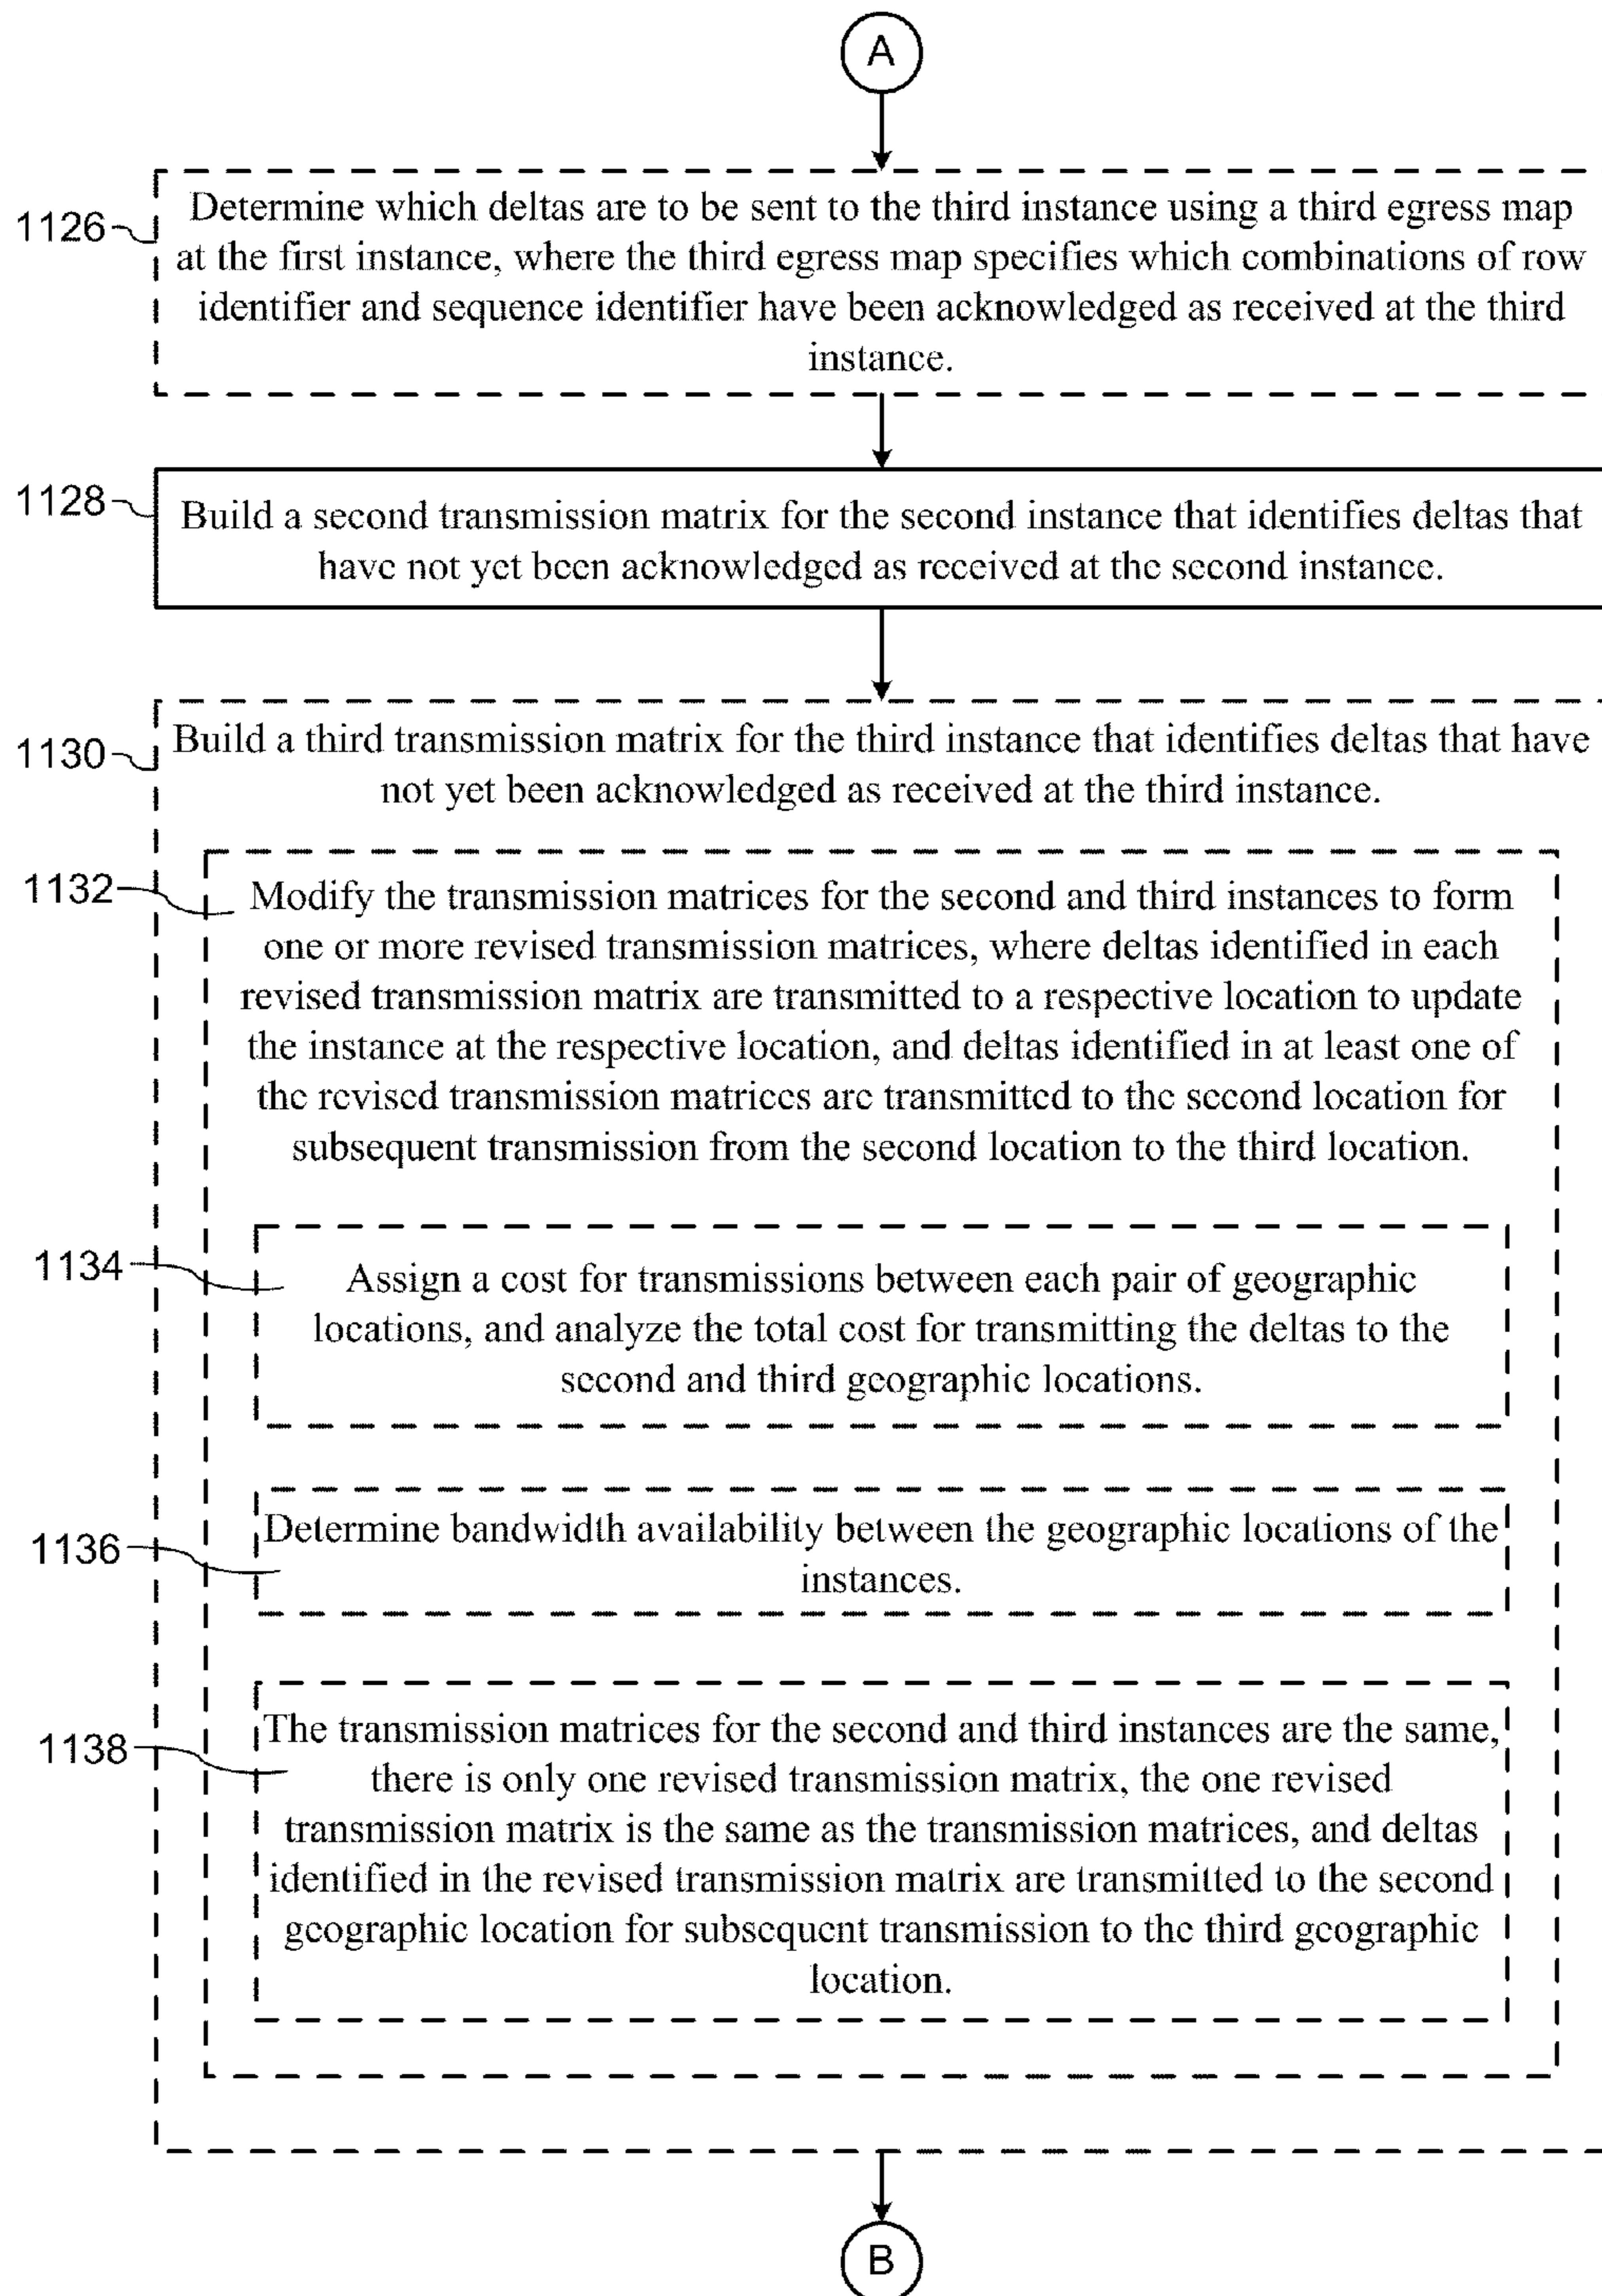 A
1126
Determine which deltas are to be sent to the third instance using a third egress map
at the first instance, where the third egress map specifies which combinations of row
identifier and sequence identifier have been acknowledged as received at the third
instance.
1128
Build a second transmission matrix for the second instance that identifies deltas that
have not yet been acknowledged as received at the second instance.
1130
Build a third transmission matrix for the third instance that identifies deltas that have
not yet been acknowledged as received at the third instance.
1132
Modify the transmission matrices for the second and third instances to form
one or more revised transmission matrices, where deltas identified in each
revised transmission matrix are transmitted to a respective location to update
the instance at the respective location, and deltas identified in at least one of
the revised transmission matrices are transmitted to the second location for
subsequent transmission from the second location to the third location.
1134
Assign a cost for transmissions between each pair of geographic
locations, and analyze the total cost for transmitting the deltas to the
second and third geographic locations.
1136
Determine bandwidth availability between the geographic locations of the
instances.
1138
The transmission matrices for the second and third instances are the same,
there is only one revised transmission matrix, the one revised
transmission matrix is the same as the transmission matrices, and deltas
identified in the revised transmission matrix are transmitted to the second
geographic location for subsequent transmission to the third geographic
location.
B